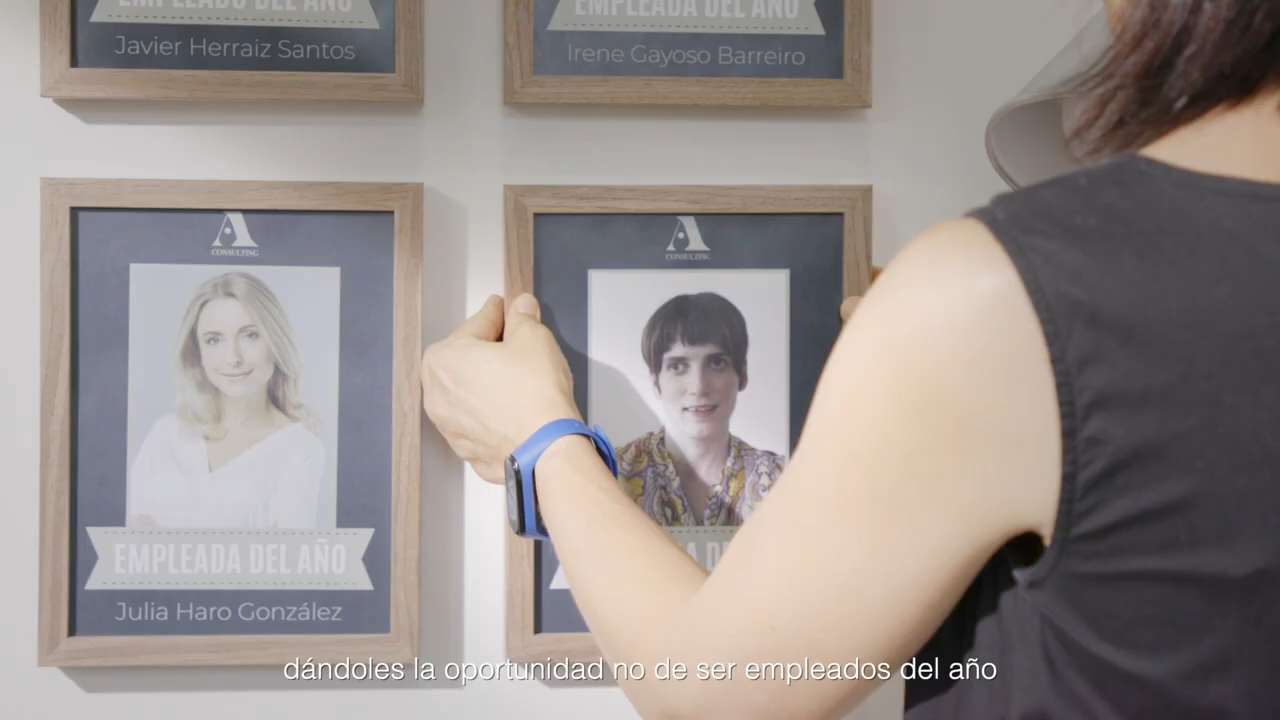 EMPLEADO DEL AÑO
Javier Herraiz Santos
EMPLEADA DEL AÑO
Irene Gayoso Barreiro
A
CONSULTING
EMPLEADA DEL AÑO
Julia Haro González
A
CONSULTING
dándoles la oportunidad no de ser empleados del año